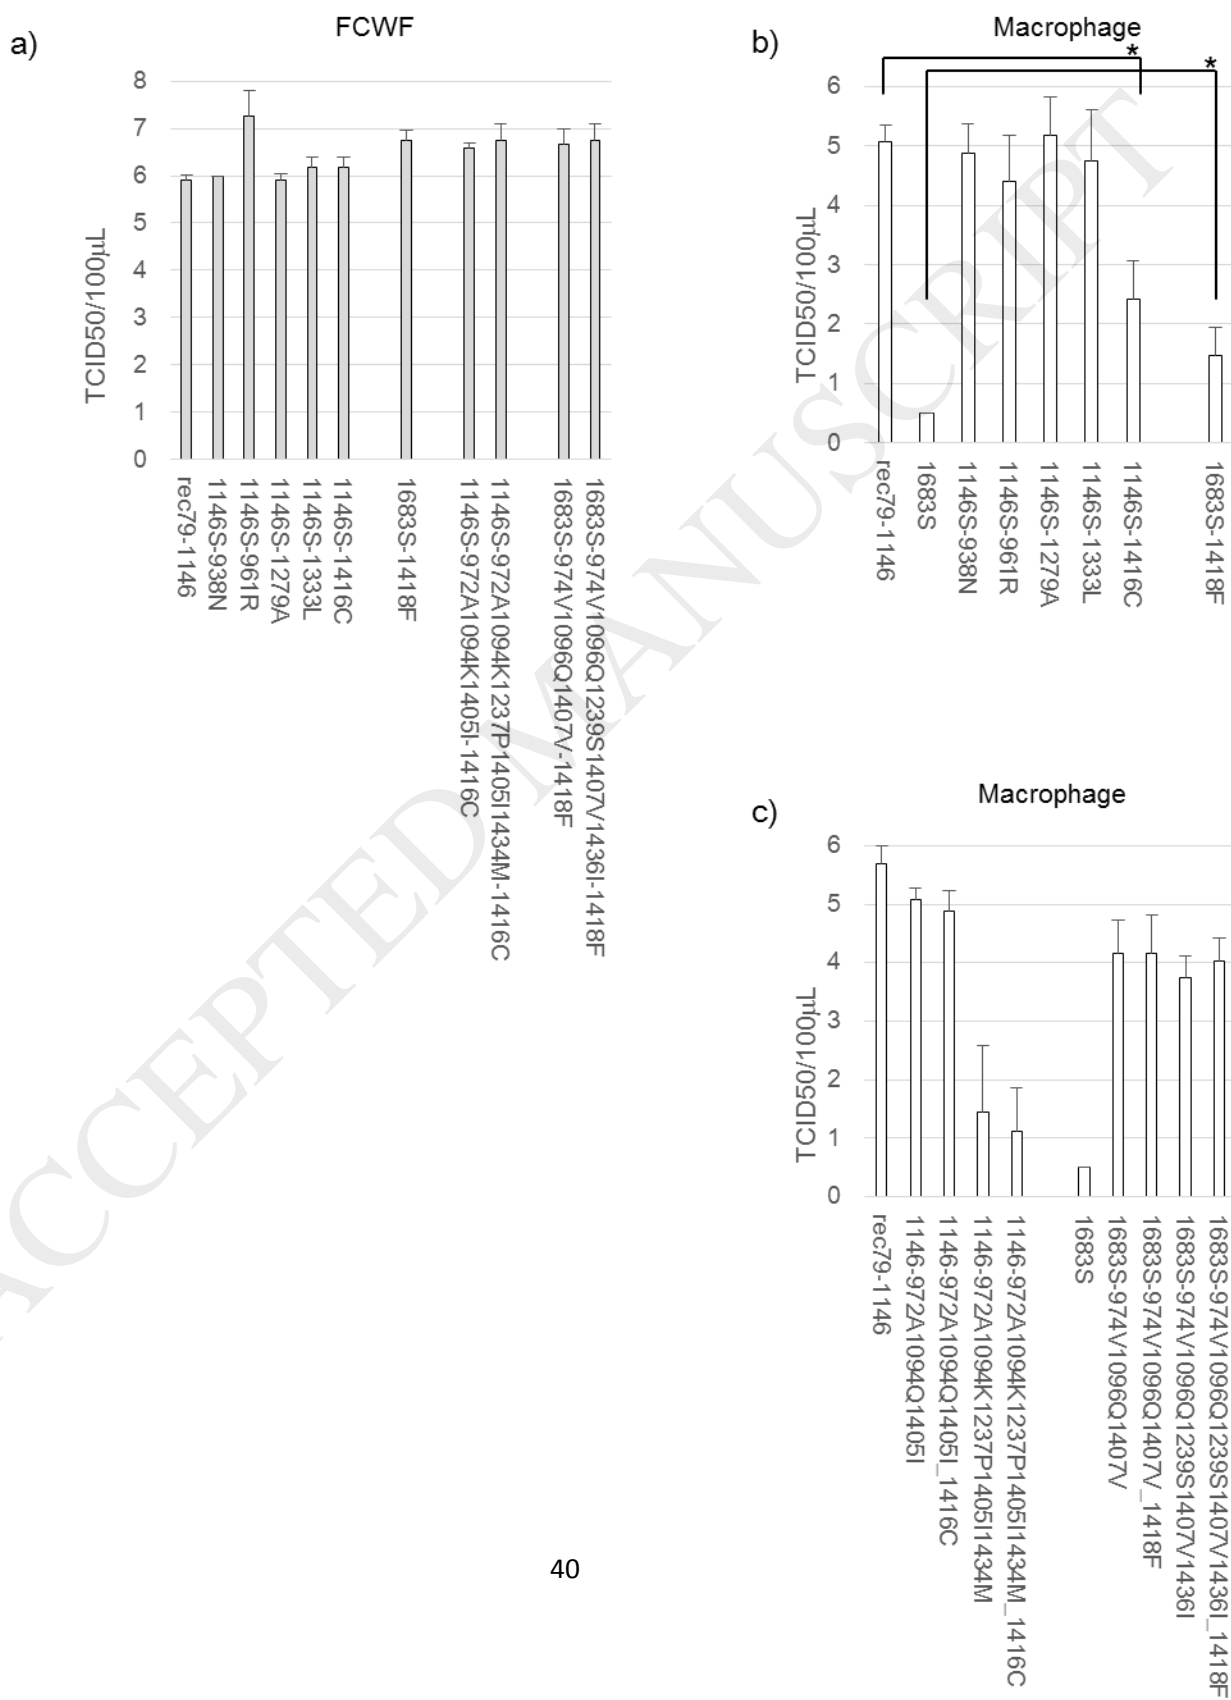 a)
FCWF
8
7
6
5
4
3
2
1
0
TCID50/100µL
rec79-1146
1146S-938N
1146S-961R
1146S-1279A
1146S-1333L
1146S-1416C
1683S-1418F
1146S-972A1094K1405I-1416C
1146S-972A1094K1237P1405I1434M-1416C
1683S-974V1096Q1407V-1418F
1683S-974V1096Q1239S1407V1436I-1418F
b)
Macrophage
*
*
6
5
4
3
2
1
0
TCID50/100µL
rec79-1146
1683S
1146S-938N
1146S-961R
1146S-1279A
1146S-1333L
1146S-1416C
1683S-1418F
c)
Macrophage
6
5
4
3
2
1
0
TCID50/100µL
rec79-1146
1146-972A1094Q1405I
1146-972A1094Q1405I_1416C
1146-972A1094K1237P1405I1434M
1146-972A1094K1237P1405I1434M_1416C
1683S
1683S-974V1096Q1407V
1683S-974V1096Q1407V_1418F
1683S-974V1096Q1239S1407V1436I
1683S-974V1096Q1239S1407V1436I_1418F
ACCEPTED MANUSCRIPT
40